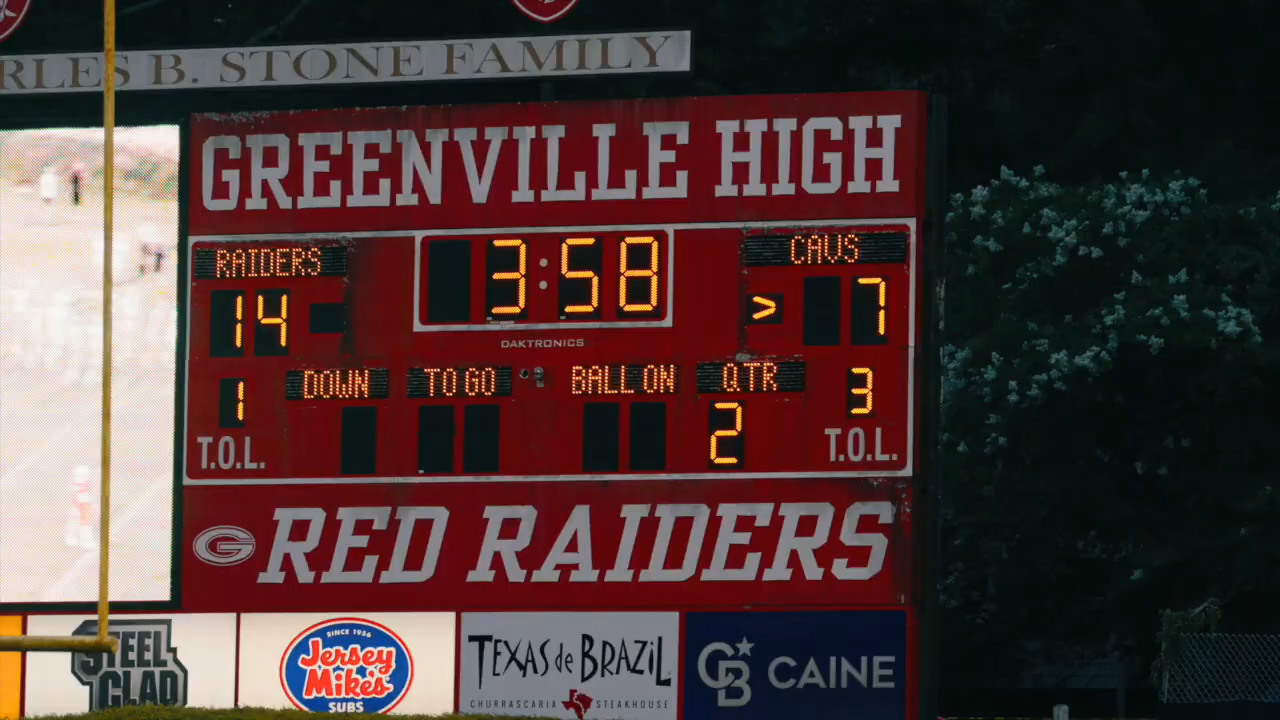 RLES B. STONE FAMILY
GREENVILLE HIGH
RAIDERS
3:58
CAVS
14
> 7
DAKTRONICS
DOWN
TO GO
BALL ON
QTR
1
2
3
T.O.L.
T.O.L.
G RED RAIDERS
STEEL
CLAD
SINCE 1956
Jersey
Mike's
SUBS
TEXAS de BRAZIL
CHURRASCARIA STEAKHOUSE
CB CAINE